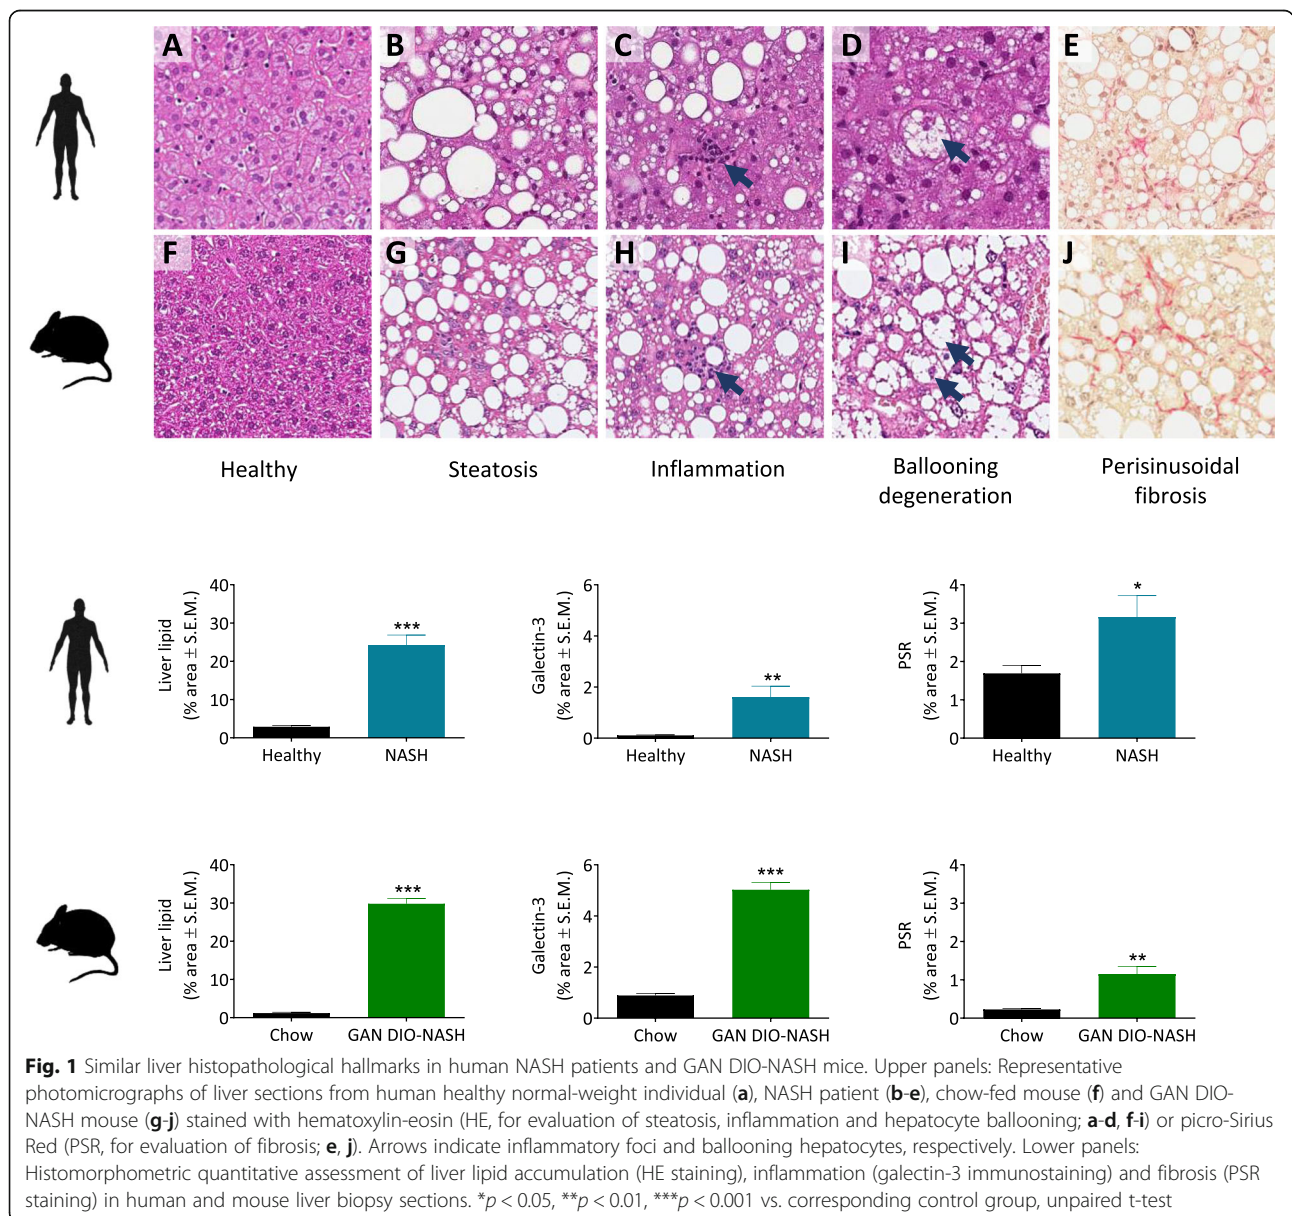 A
B
C
D
E
F
G
H
I
J
Healthy
Steatosis
Inflammation
Ballooning
degeneration
Perisinusoidal
fibrosis
Liver lipid
(% area ± S.E.M.)
40
30
20
10
0
***
Healthy
NASH
Galectin-3
(% area ± S.E.M.)
6
4
2
0
**
Healthy
NASH
PSR
(% area ± S.E.M.)
4
3
2
1
0
*
Healthy
NASH
Liver lipid
(% area ± S.E.M.)
40
30
20
10
0
***
Chow
GAN DIO-NASH
Galectin-3
(% area ± S.E.M.)
6
4
2
0
***
Chow
GAN DIO-NASH
PSR
(% area ± S.E.M.)
4
3
2
1
0
**
Chow
GAN DIO-NASH
Fig. 1 Similar liver histopathological hallmarks in human NASH patients and GAN DIO-NASH mice. Upper panels: Representative
photomicrographs of liver sections from human healthy normal-weight individual (a), NASH patient (b-e), chow-fed mouse (f) and GAN DIO-
NASH mouse (g-j) stained with hematoxylin-eosin (HE, for evaluation of steatosis, inflammation and hepatocyte ballooning; a-d, f-i) or picro-Sirius
Red (PSR, for evaluation of fibrosis; e, j). Arrows indicate inflammatory foci and ballooning hepatocytes, respectively. Lower panels:
Histomorphometric quantitative assessment of liver lipid accumulation (HE staining), inflammation (galectin-3 immunostaining) and fibrosis (PSR
staining) in human and mouse liver biopsy sections. *p < 0.05, **p < 0.01, ***p < 0.001 vs. corresponding control group, unpaired t-test